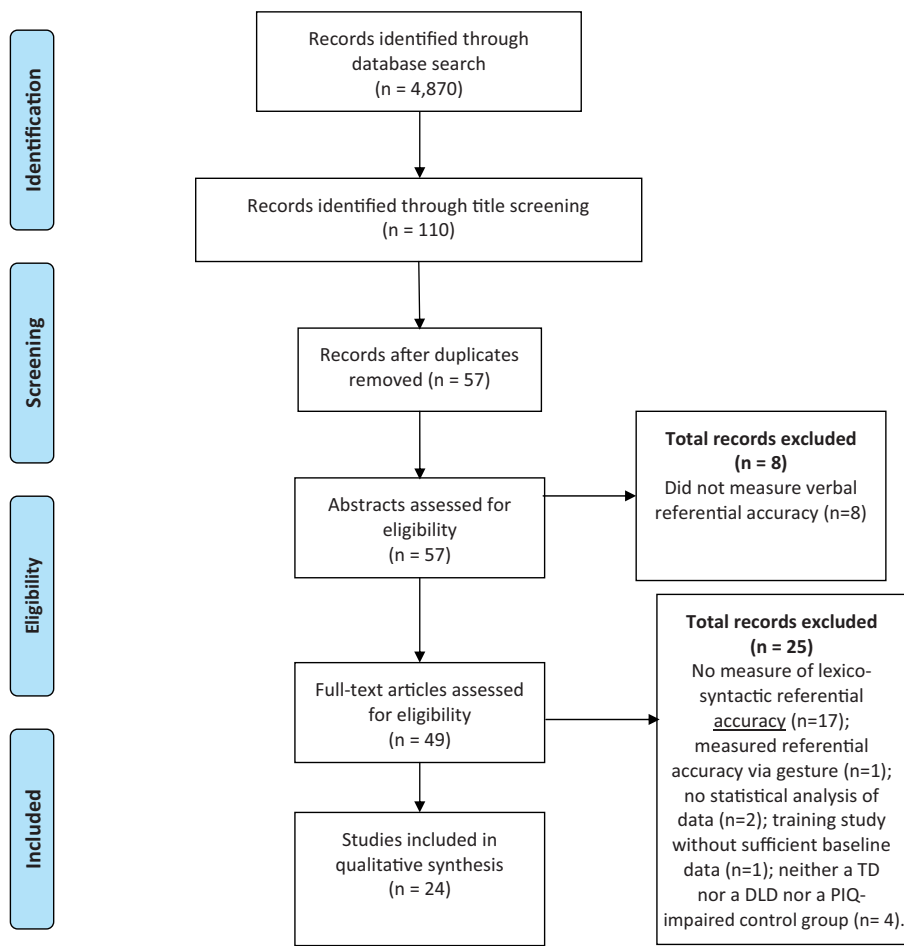 Identification
Records identified through
database search
(n = 4,870)
Records identified through title screening
(n = 110)
Screening
Records after duplicates
removed (n = 57)
Total records excluded
(n = 8)
Did not measure verbal
referential accuracy (n=8)
Eligibility
Abstracts assessed for
eligibility
(n = 57)
Full-text articles assessed
for eligibility
(n = 49)
Total records excluded
(n = 25)
No measure of lexico-
syntactic referential
accuracy (n=17);
measured referential
accuracy via gesture (n=1);
no statistical analysis of
data (n=2); training study
without sufficient baseline
data (n=1); neither a TD
nor a DLD nor a PIQ-
impaired control group (n= 4).
Included
Studies included in
qualitative synthesis
(n = 24)